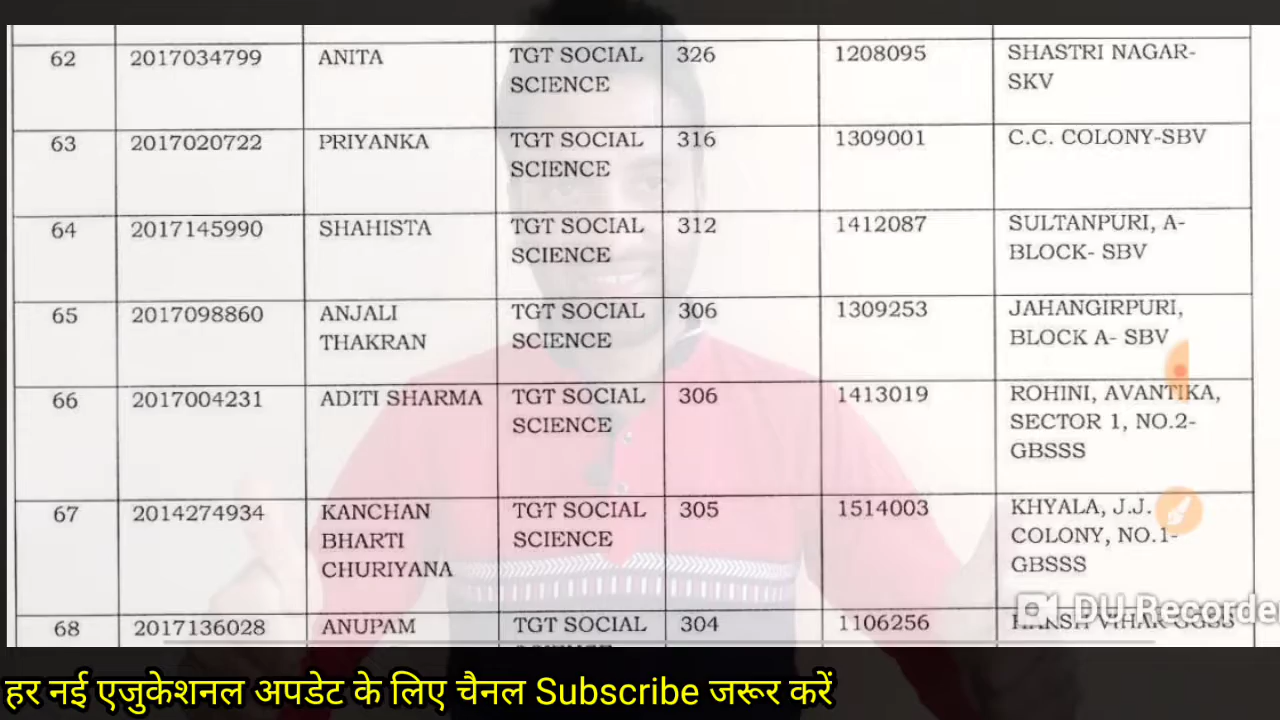 62 2017034799 ANITA TGT SOCIAL SCIENCE 326 1208095 SHASTRI NAGAR- SKV
63 2017020722 PRIYANKA TGT SOCIAL SCIENCE 316 1309001 C.C. COLONY-SBV
64 2017145990 SHAHISTA TGT SOCIAL SCIENCE 312 1412087 SULTANPURI, A- BLOCK- SBV
65 2017098860 ANJALI THAKRAN TGT SOCIAL SCIENCE 306 1309253 JAHANGIRPURI, BLOCK A- SBV
66 2017004231 ADITI SHARMA TGT SOCIAL SCIENCE 306 1413019 ROHINI, AVANTIKA, SECTOR 1, NO.2- GBSSS
67 2014274934 KANCHAN BHARTI CHURIYANA TGT SOCIAL SCIENCE 305 1514003 KHYALA, J.J. COLONY, NO.1- GBSSS
68 2017136028 ANUPAM TGT SOCIAL 304 1106256 VIHAR
DU Recorde
हर नई एजुकेशनल अपडेट के लिए चैनल Subscribe जरूर करें